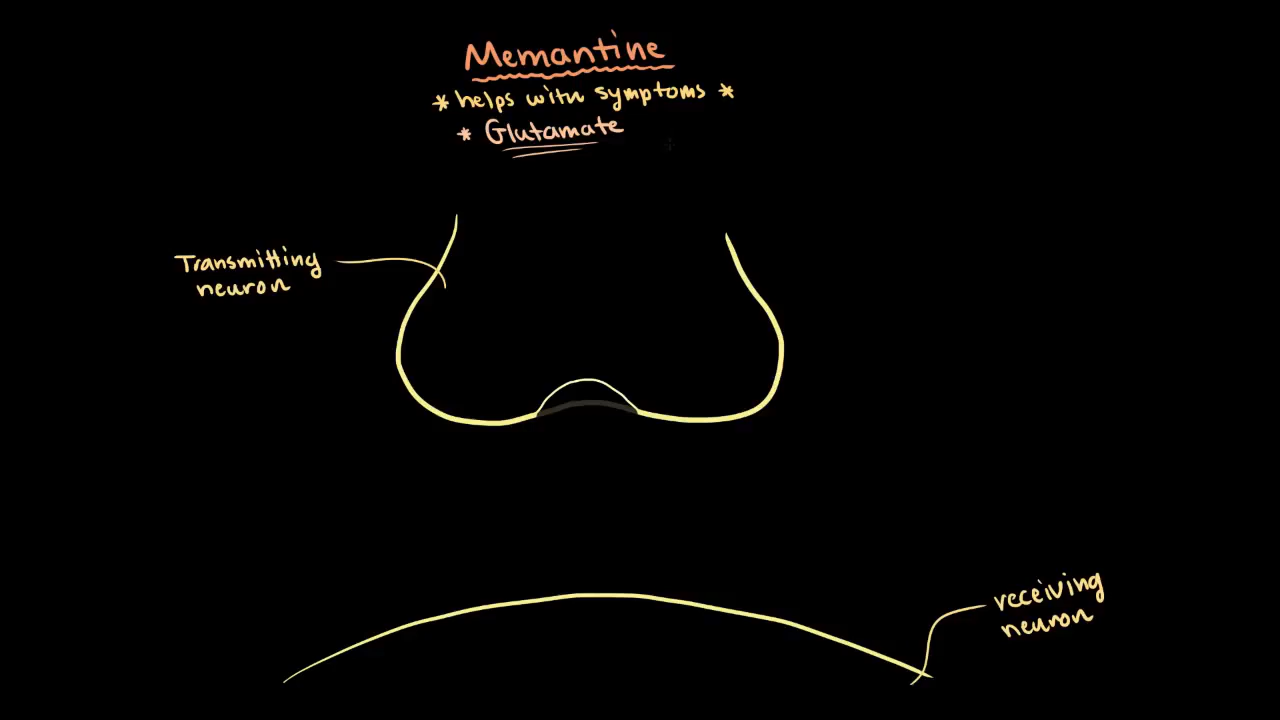 Memantine
* helps with symptoms *
* Glutamate
Transmitting
neuron
receiving
neuron